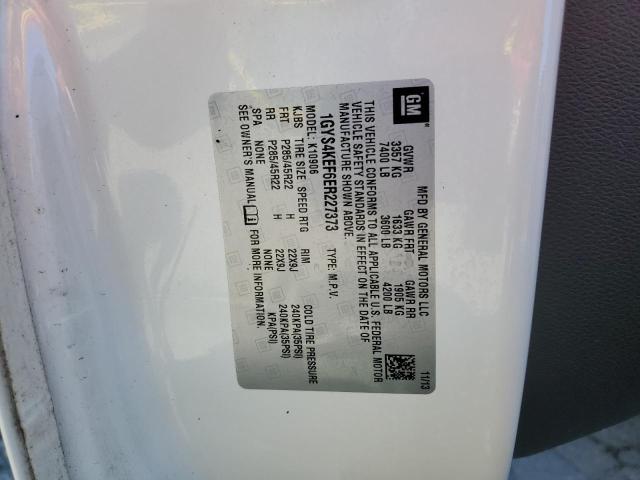 GM
MFD BY GENERAL MOTORS LLC 11/13
GVWR GAWR FRT GAWR RR
3357 KG 1633 KG 1905 KG
7400 LB 3600 LB 4200 LB
THIS VEHICLE CONFORMS TO ALL APPLICABLE U.S. FEDERAL MOTOR
VEHICLE SAFETY STANDARDS IN EFFECT ON THE DATE OF
MANUFACTURE SHOWN ABOVE.
1GYS4KEF6ER227373 TYPE: M.P.V.
MODEL: K10906
KJBS TIRE SIZE SPEED RTG RIM COLD TIRE PRESSURE
FRT P285/45R22 H 22X9J 240KPA(35PSI)
RR P285/45R22 H 22X9J 240KPA(35PSI)
SPA NONE NONE KPA(PSI)
SEE OWNER'S MANUAL FOR MORE INFORMATION.